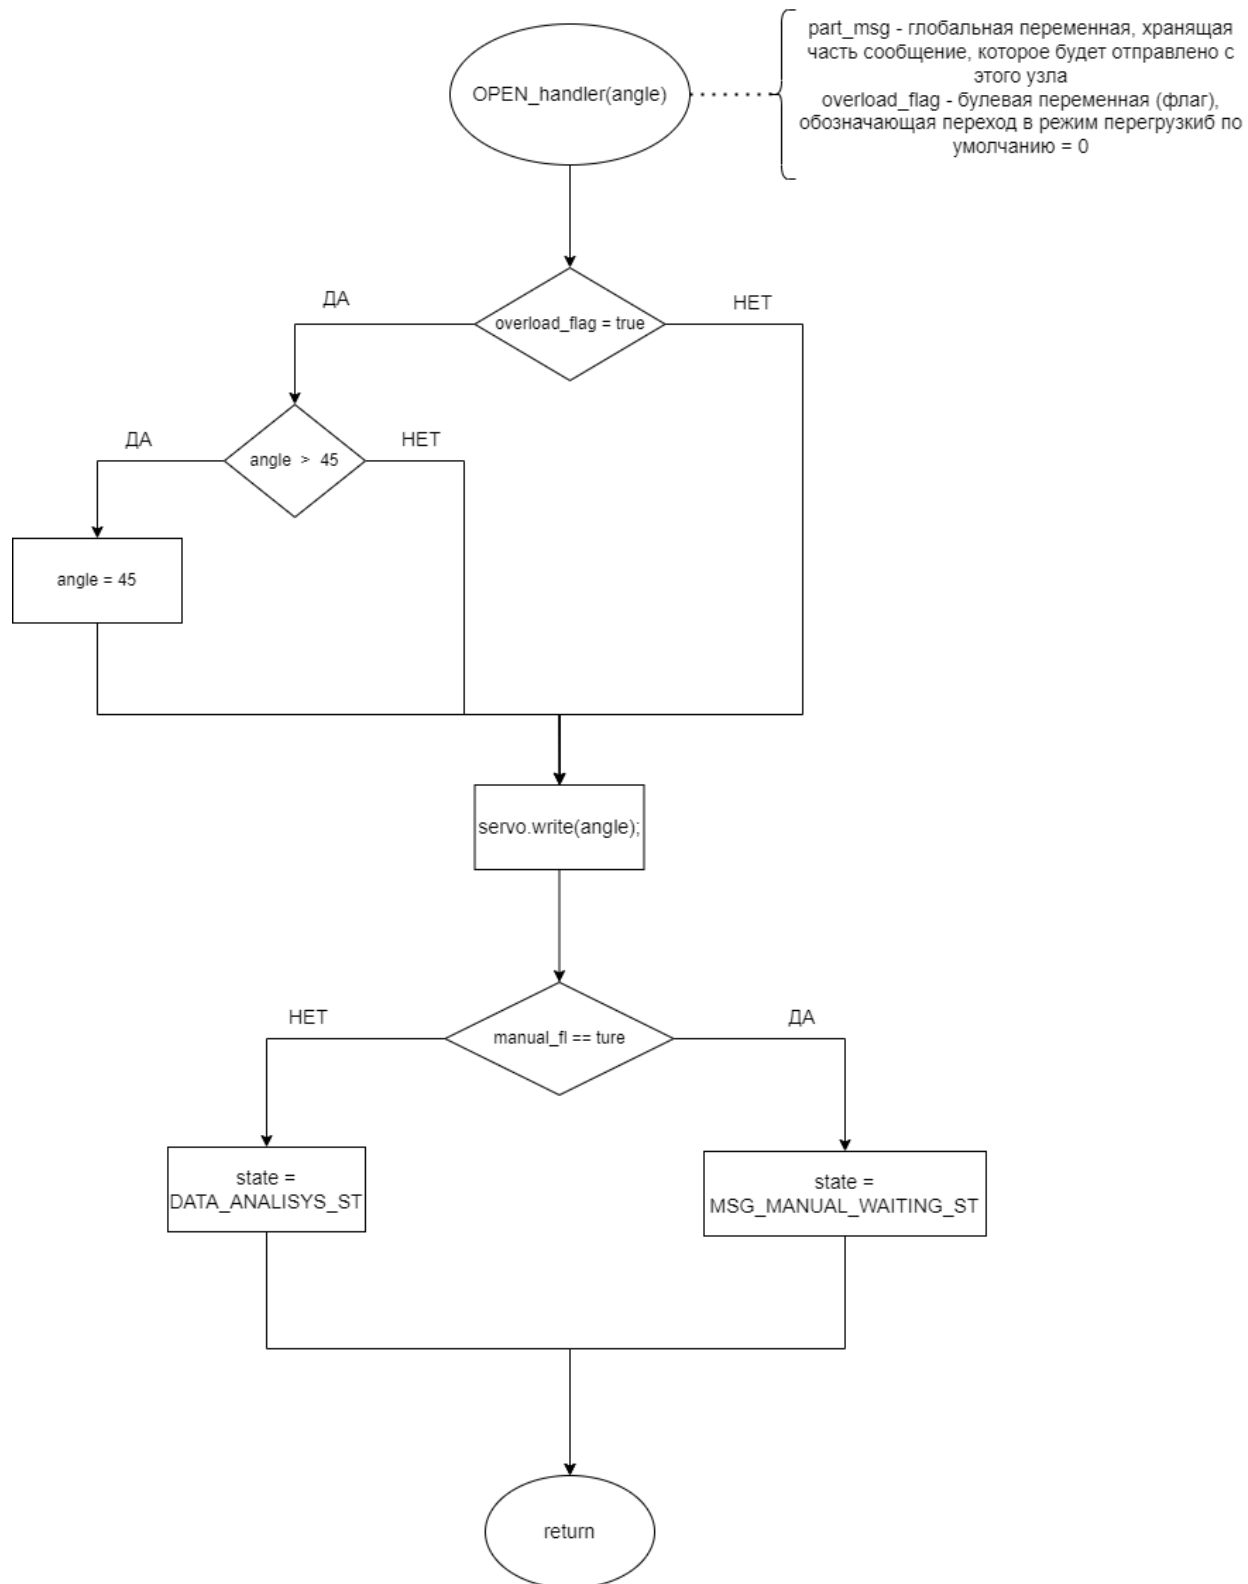 OPEN_handler(angle)
part_msg - глобальная переменная, хранящая
часть сообщение, которое будет отправлено с
этого узла
overload_flag - булевая переменная (флаг),
обозначающая переход в режим перегрузкиб по
умолчанию = 0
ДА
overload_flag = true
НЕТ
ДА
angle > 45
НЕТ
angle = 45
servo.write(angle);
НЕТ
manual_fl == ture
ДА
state =
DATA_ANALISYS_ST
state =
MSG_MANUAL_WAITING_ST
return